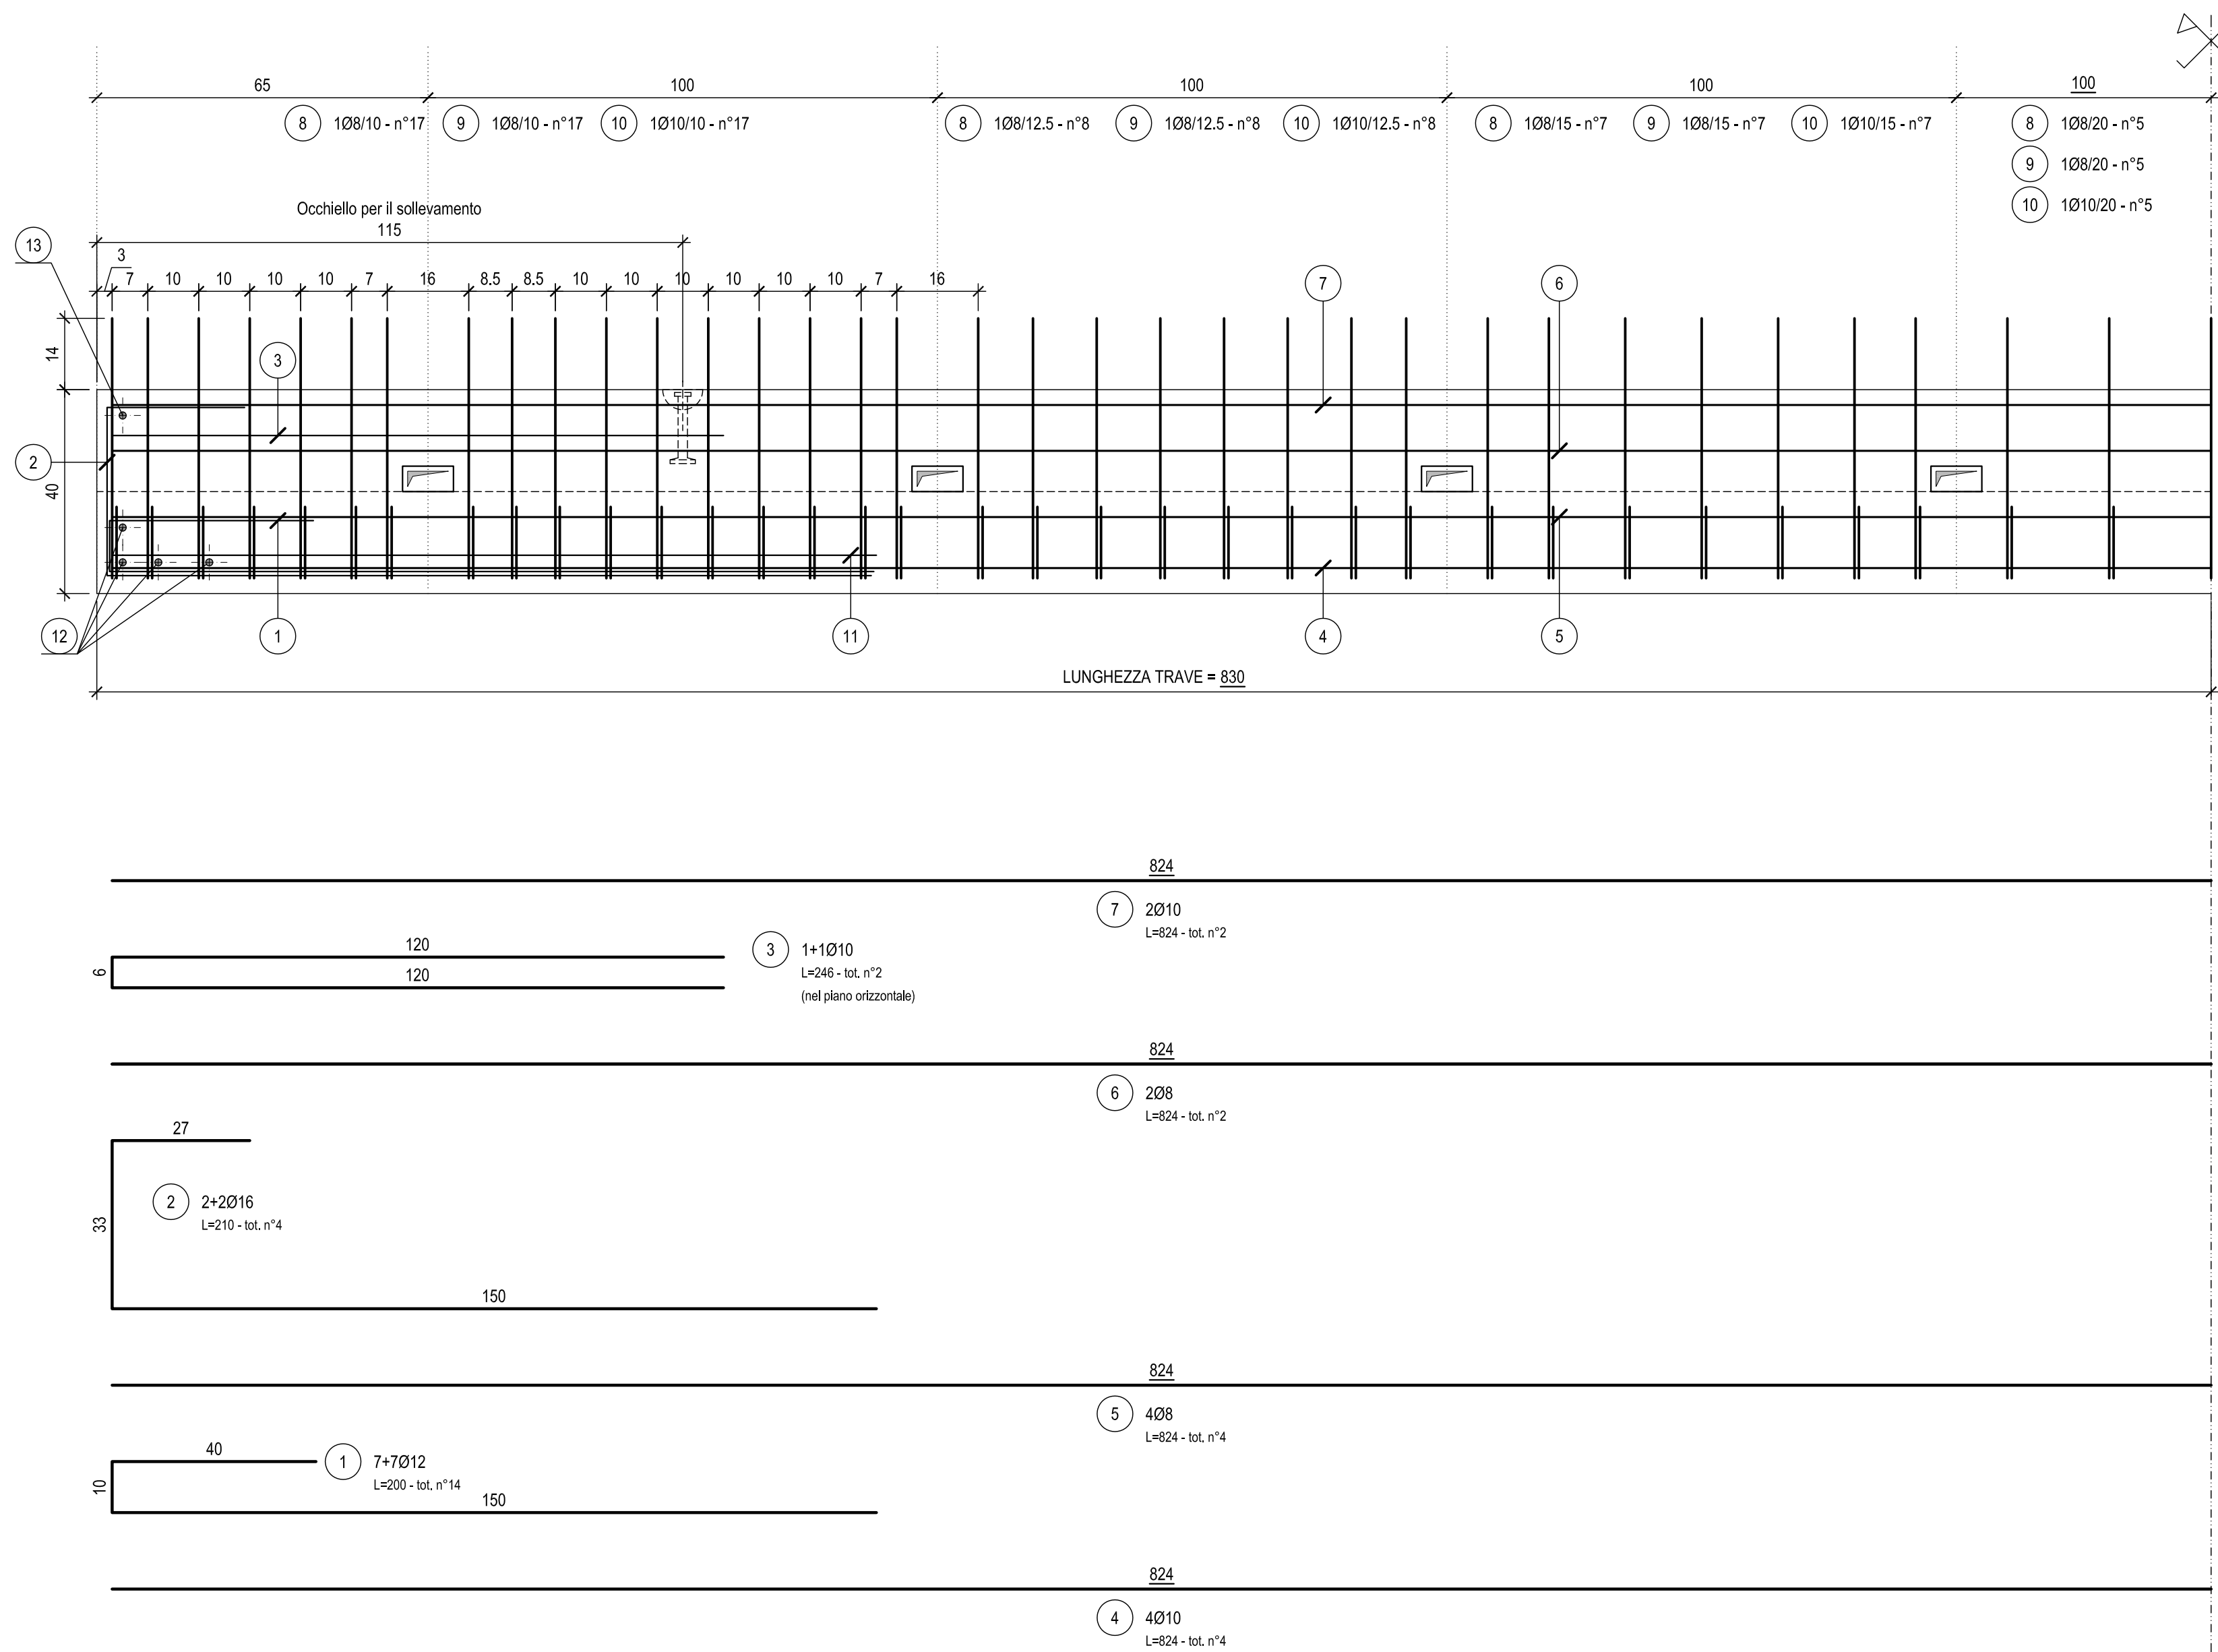 65 100 100 100 100
8 1Ø8/10 - n°17 9 1Ø8/10 - n°17 10 1Ø10/10 - n°17 8 1Ø8/12.5 - n°8 9 1Ø8/12.5 - n°8 10 1Ø10/12.5 - n°8 8 1Ø8/15 - n°7 9 1Ø8/15 - n°7 10 1Ø10/15 - n°7 8 1Ø8/20 - n°5
9 1Ø8/20 - n°5
10 1Ø10/20 - n°5
Occhiello per il sollevamento
115
13
3
7 10 10 10 10 7 16 8.5 8.5 10 10 10 10 10 10 7 16
7 6
14
3
2
40
12 1 11 4 5
LUNGHEZZA TRAVE = 830
824
7 2Ø10
L=824 - tot. n°2
120
6
120
3 1+1Ø10
L=246 - tot. n°2
(nel piano orizzontale)
824
6 2Ø8
L=824 - tot. n°2
27
33
2 2+2Ø16
L=210 - tot. n°4
150
824
5 4Ø8
L=824 - tot. n°4
40
10
1 7+7Ø12
L=200 - tot. n°14
150
824
4 4Ø10
L=824 - tot. n°4